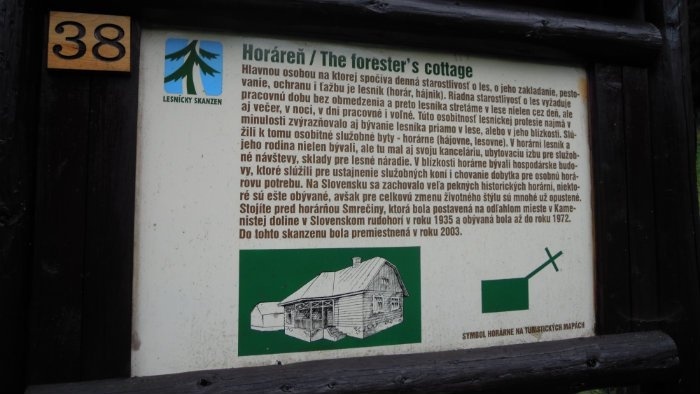 38
LESNÍCKY SKANZEN
Horáreň / The forester's cottage
Hlavnou osobou na ktorej spočíva denná starostlivosť o les, o jeho zakladanie, pesto-
vanie, ochranu i ťažbu je lesník (horár, hájnik). Riadna starostlivosť o les vyžaduje
pracovnú dobu bez obmedzenia a preto lesníka stretáme v lese nielen cez deň, ale
aj večer, v noci, v dni pracovné i voľné. Túto osobitnosť lesníckej profesie najmä v
minulosti zvýrazňovalo aj bývanie lesníka priamo v lese, alebo v jeho blízkosti. Slú-
žili k tomu osobitné služobné byty - horárne (hájovne, lesovne). V horárni lesník a
jeho rodina nielen bývali, ale tu mal aj svoju kanceláriu, ubytovaciu izbu pre služob-
né návštevy, sklady pre lesné náradie. V blízkosti horárne bývali hospodárske budo-
vy, ktoré slúžili pre ustajnenie služobných koní i chovanie dobytka pre osobnú horá-
rovu potrebu. Na Slovensku sa zachovalo veľa pekných historických horární, niekto-
ré sú ešte obývané, avšak pre celkovú zmenu životného štýlu sú mnohé už opustené.
Stojíte pred horárňou Smrečiny, ktorá bola postavená na odľahlom mieste v Kame-
nistej doline v Slovenskom rudohorí v roku 1935 a obývaná bola až do roku 1972.
Do tohto skanzenu bola premiestnená v roku 2003.
SYMBOL HORÁRNE NA TURISTICKÝCH MAPÁCH